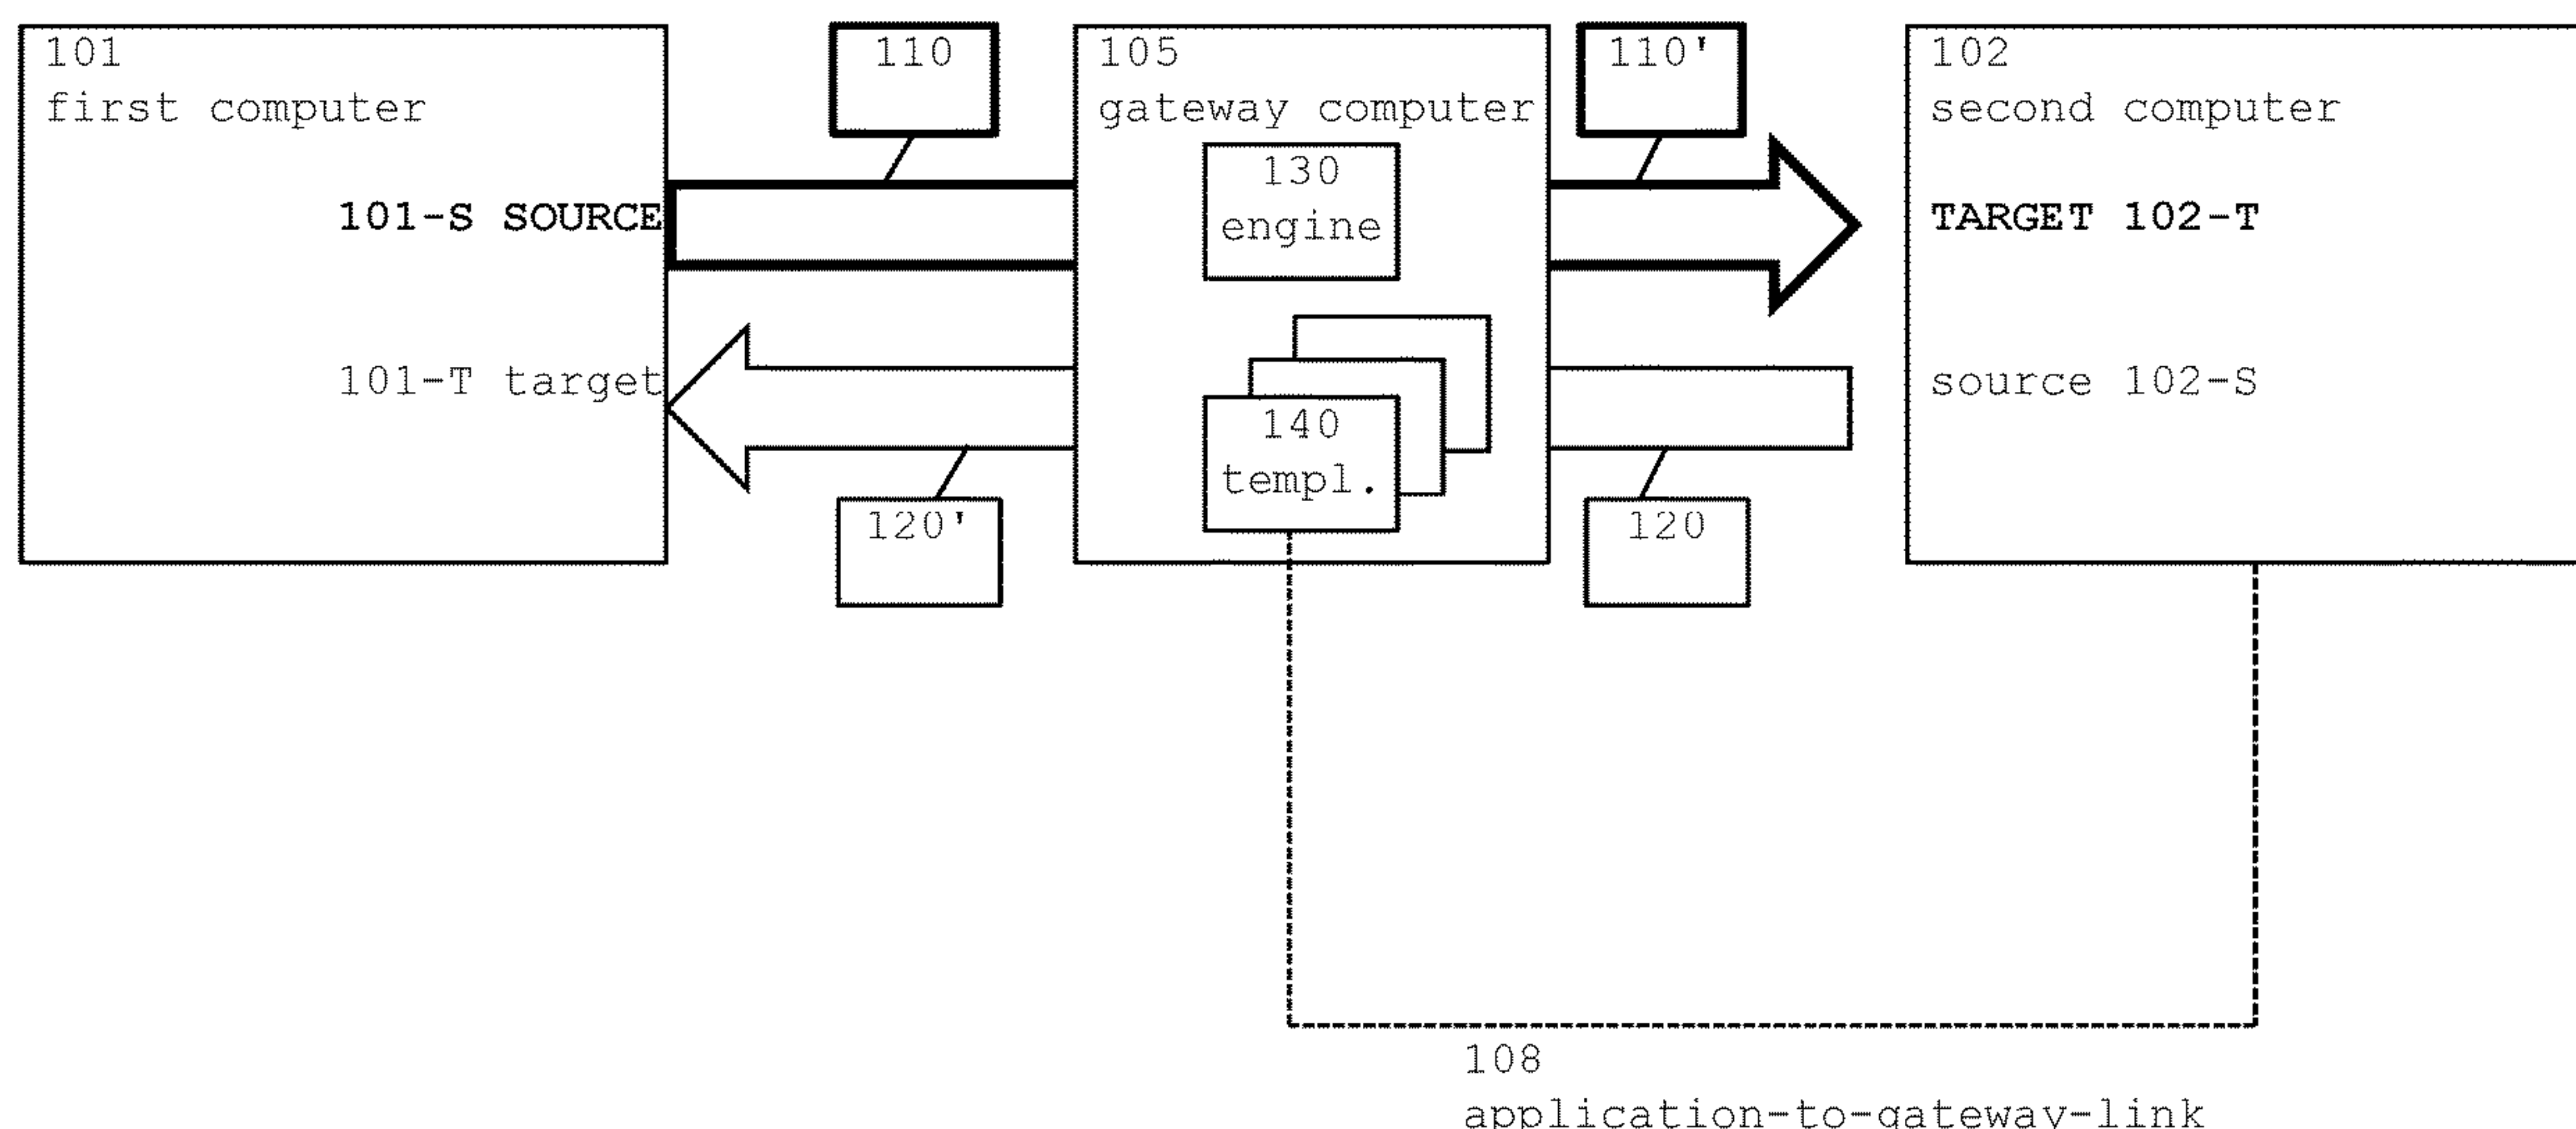 101
first computer
101-S SOURCE
101-T target
110
120'
105
gateway computer
130
engine
140
templ.
110'
120
102
second computer
TARGET 102-T
source 102-S
108
application-to-gateway-link